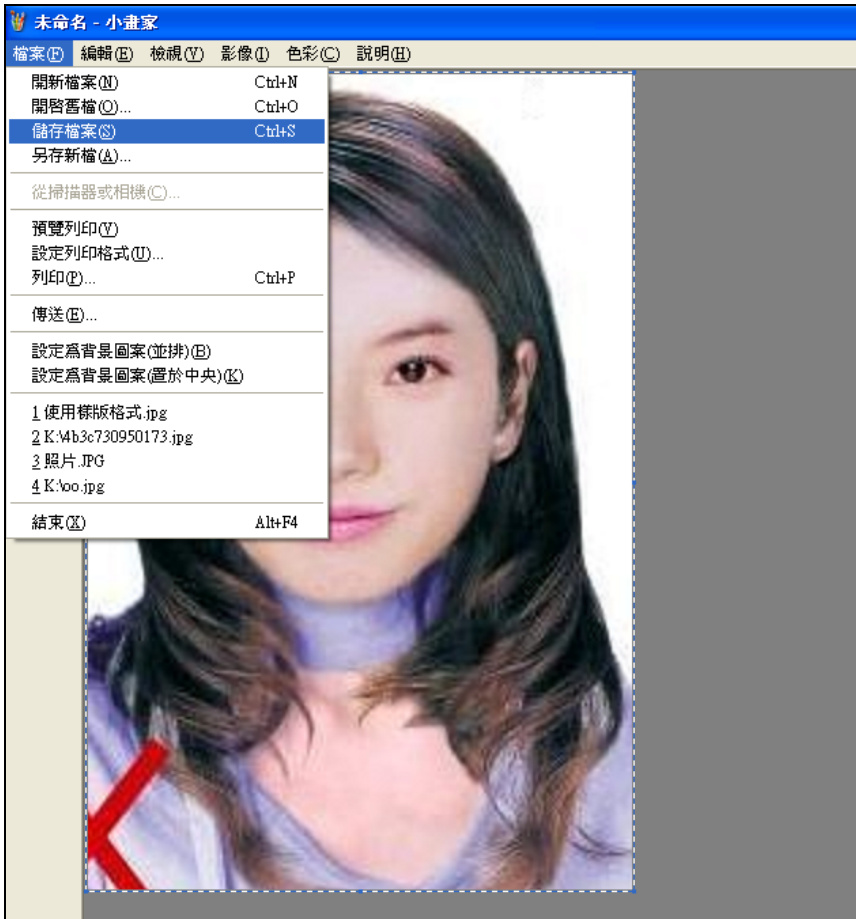 未命名 - 小畫家
檔案(F) 編輯(E) 檢視(V) 影像(I) 色彩(C) 說明(H)
開新檔案(N) Ctrl+N
開啓舊檔(O)... Ctrl+O
儲存檔案(S) Ctrl+S
另存新檔(A)...
從掃描器或相機(C)...
預覽列印(V)
設定列印格式(U)...
列印(P)... Ctrl+P
傳送(E)...
設定爲背景圖案(並排)(B)
設定爲背景圖案(置於中央)(K)
1 使用樣版格式.jpg
2 K:\4b3c730950173.jpg
3 照片.JPG
4 K:\oo.jpg
結束(X) Alt+F4